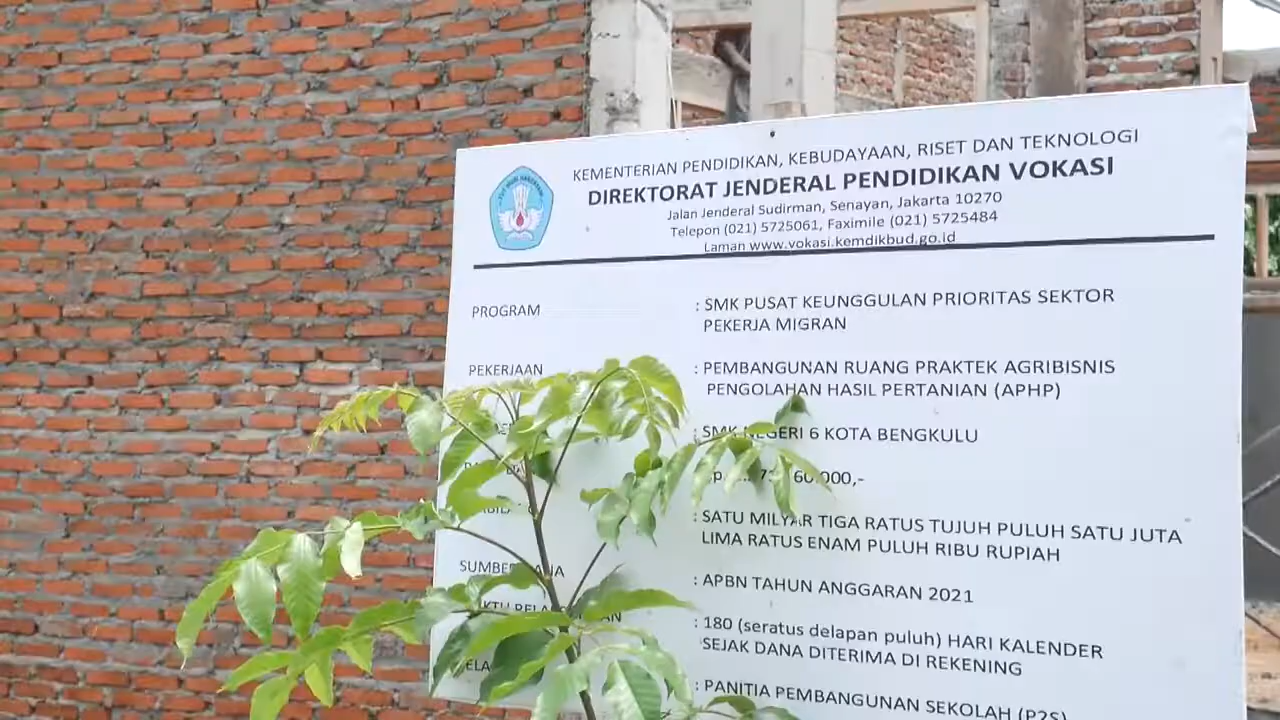 KEMENTERIAN PENDIDIKAN, KEBUDAYAAN, RISET DAN TEKNOLOGI
DIREKTORAT JENDERAL PENDIDIKAN VOKASI
Jalan Jenderal Sudirman, Senayan, Jakarta 10270
Telepon (021) 5725061, Faximile (021) 5725484
Laman www.vokasi.kemdikbud.go.id
PROGRAM : SMK PUSAT KEUNGGULAN PRIORITAS SEKTOR
PEKERJA MIGRAN
PEKERJAAN : PEMBANGUNAN RUANG PRAKTEK AGRIBISNIS
PENGOLAHAN HASIL PERTANIAN (APHP)
: SMK NEGERI 6 KOTA BENGKULU
: SATU MILYAR TIGA RATUS TUJUH PULUH SATU JUTA
LIMA RATUS ENAM PULUH RIBU RUPIAH
SUMBER DANA : APBN TAHUN ANGGARAN 2021
: 180 (seratus delapan puluh) HARI KALENDER
SEJAK DANA DITERIMA DI REKENING
: PANITIA PEMBANGUNAN SEKOLAH (P2S)